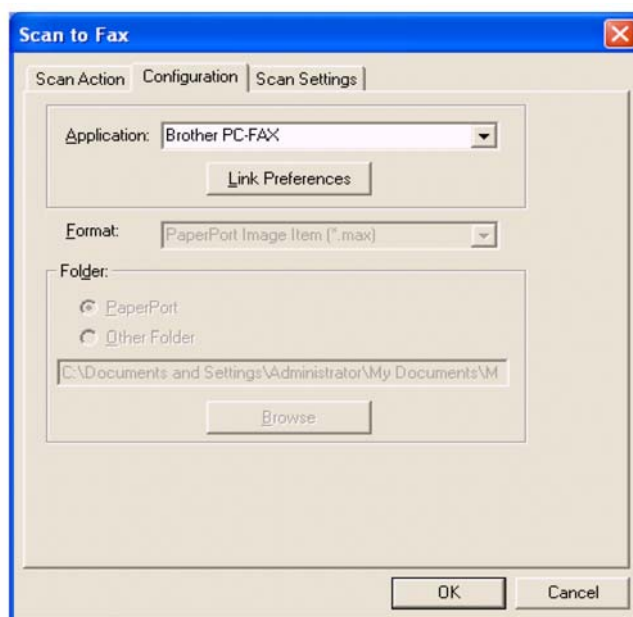 Scan to Fax
Scan Action Configuration Scan Settings
Application: Brother PC-FAX
Link Preferences
Format: PaperPort Image Item (*.max)
Folder:
PaperPort
Other Folder
C:\Documents and Settings\Administrator\My Documents\M
Browse
OK Cancel